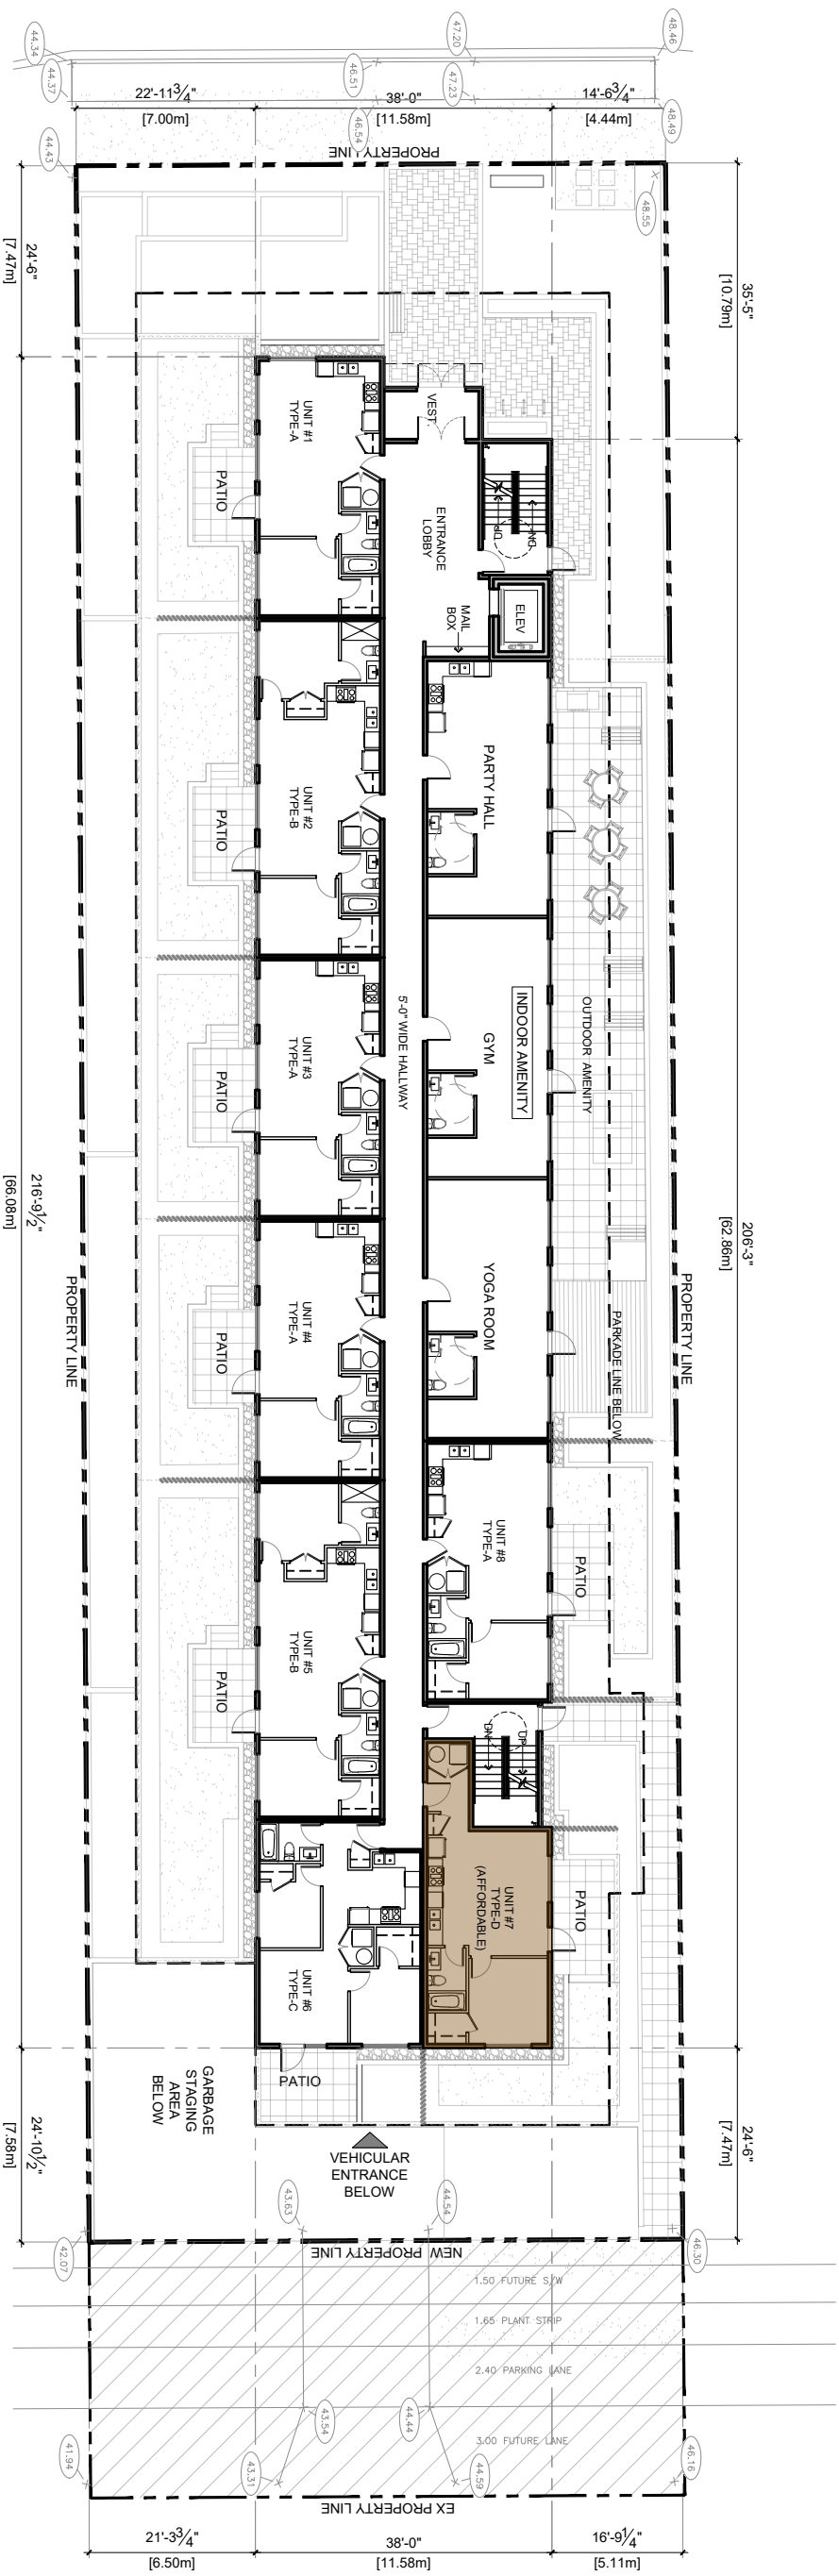 44.34
44.37
46.51
47.20
47.23
48.46
22'-11 3/4"
[7.00m]
38'-0"
[11.58m]
14'-6 3/4"
[4.44m]
46.54
48.49
44.43
48.55
PROPERTY LINE
24'-6"
[7.47m]
35'-5"
[10.79m]
UNIT #1
TYPE-A
PATIO
VEST.
ENTRANCE
LOBBY
UP
DN
ELEV
MAIL
BOX
UNIT #2
TYPE-B
PATIO
PARTY HALL
UNIT #3
TYPE-A
PATIO
5'-0" WIDE HALLWAY
GYM
INDOOR AMENITY
OUTDOOR AMENITY
216'-9 1/2"
[66.08m]
PROPERTY LINE
UNIT #4
TYPE-A
PATIO
YOGA ROOM
PARKADE LINE BELOW
PROPERTY LINE
206'-3"
[62.86m]
UNIT #5
TYPE-B
PATIO
UNIT #8
TYPE-A
PATIO
DN
UP
UNIT #7
TYPE-D
(AFFORDABLE)
PATIO
UNIT #6
TYPE-C
PATIO
GARBAGE
STAGING
AREA
BELOW
VEHICULAR
ENTRANCE
BELOW
24'-10 1/2"
[7.58m]
24'-6"
[7.47m]
43.63
44.54
42.07
46.30
NEW PROPERTY LINE
1.50 FUTURE S/W
1.65 PLANT STRIP
2.40 PARKING LANE
3.00 FUTURE LANE
43.54
44.44
41.94
43.31
44.59
46.16
EX PROPERTY LINE
21'-3 3/4"
[6.50m]
38'-0"
[11.58m]
16'-9 1/4"
[5.11m]